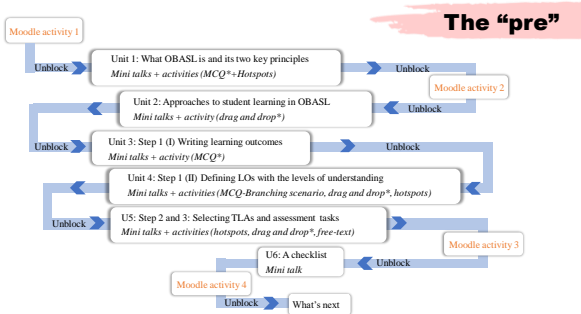 The “pre”
Moodle activity 1
Unblock
Unit 1: What OBASL is and its two key principles
Mini talks + activities (MCQ*+Hotspots)
Unblock
Moodle activity 2
Unblock
Unit 2: Approaches to student learning in OBASL
Mini talks + activity (drag and drop*)
Unblock
Unit 3: Step 1 (I) Writing learning outcomes
Mini talks + activity (MCQ*)
Unblock
Unit 4: Step 1 (II) Defining LOs with the levels of understanding
Mini talks + activities (MCQ-Branching scenario, drag and drop*, hotspots)
Unblock
U5: Step 2 and 3: Selecting TLAs and assessment tasks
Mini talks + activities (hotspots, drag and drop*, free-text)
Moodle activity 3
Unblock
U6: A checklist
Mini talk
Moodle activity 4
Unblock
What’s next